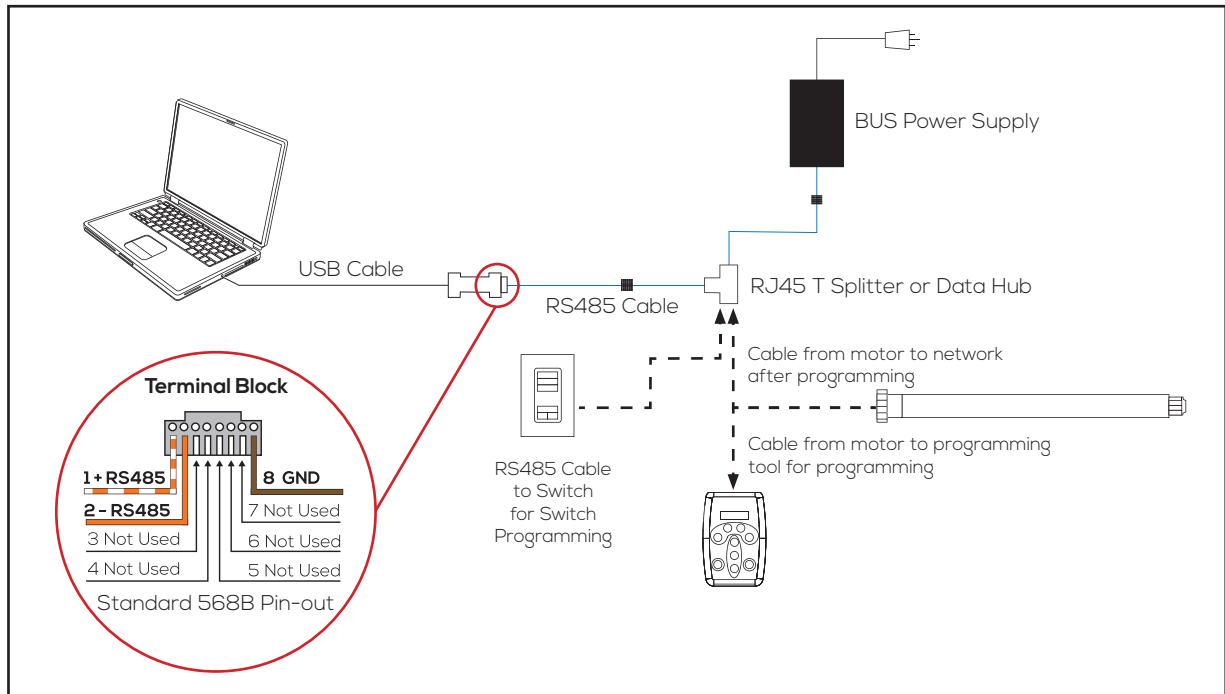 BUS Power Supply
USB Cable
RS485 Cable
RJ45 T Splitter or Data Hub
Cable from motor to network
after programming
Cable from motor to programming
tool for programming
RS485 Cable
to Switch
for Switch
Programming
Terminal Block
1+ RS485
2 - RS485
3 Not Used
4 Not Used
8 GND
7 Not Used
6 Not Used
5 Not Used
Standard 568B Pin-out